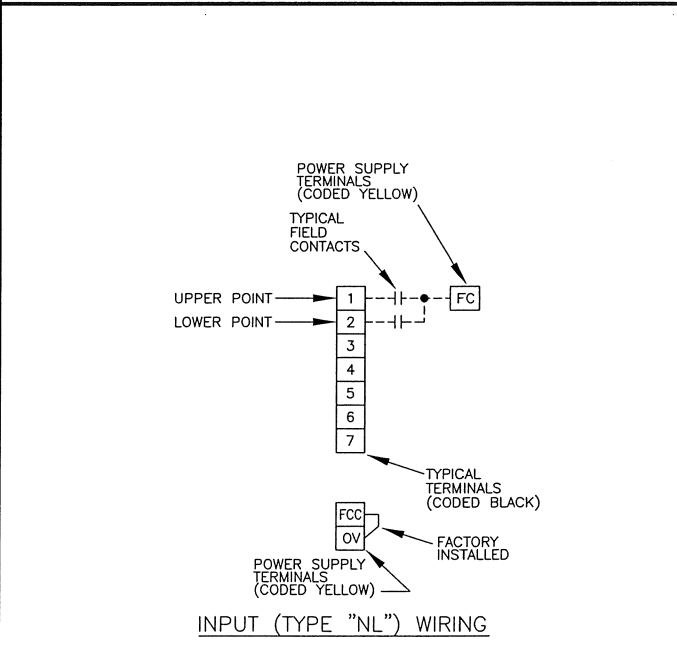 POWER SUPPLY
TERMINALS
(CODED YELLOW)
TYPICAL
FIELD
CONTACTS
UPPER POINT
1
FC
LOWER POINT
2
3
4
5
6
7
TYPICAL
TERMINALS
(CODED BLACK)
FCC
OV
FACTORY
INSTALLED
POWER SUPPLY
TERMINALS
(CODED YELLOW)
INPUT (TYPE "NL") WIRING